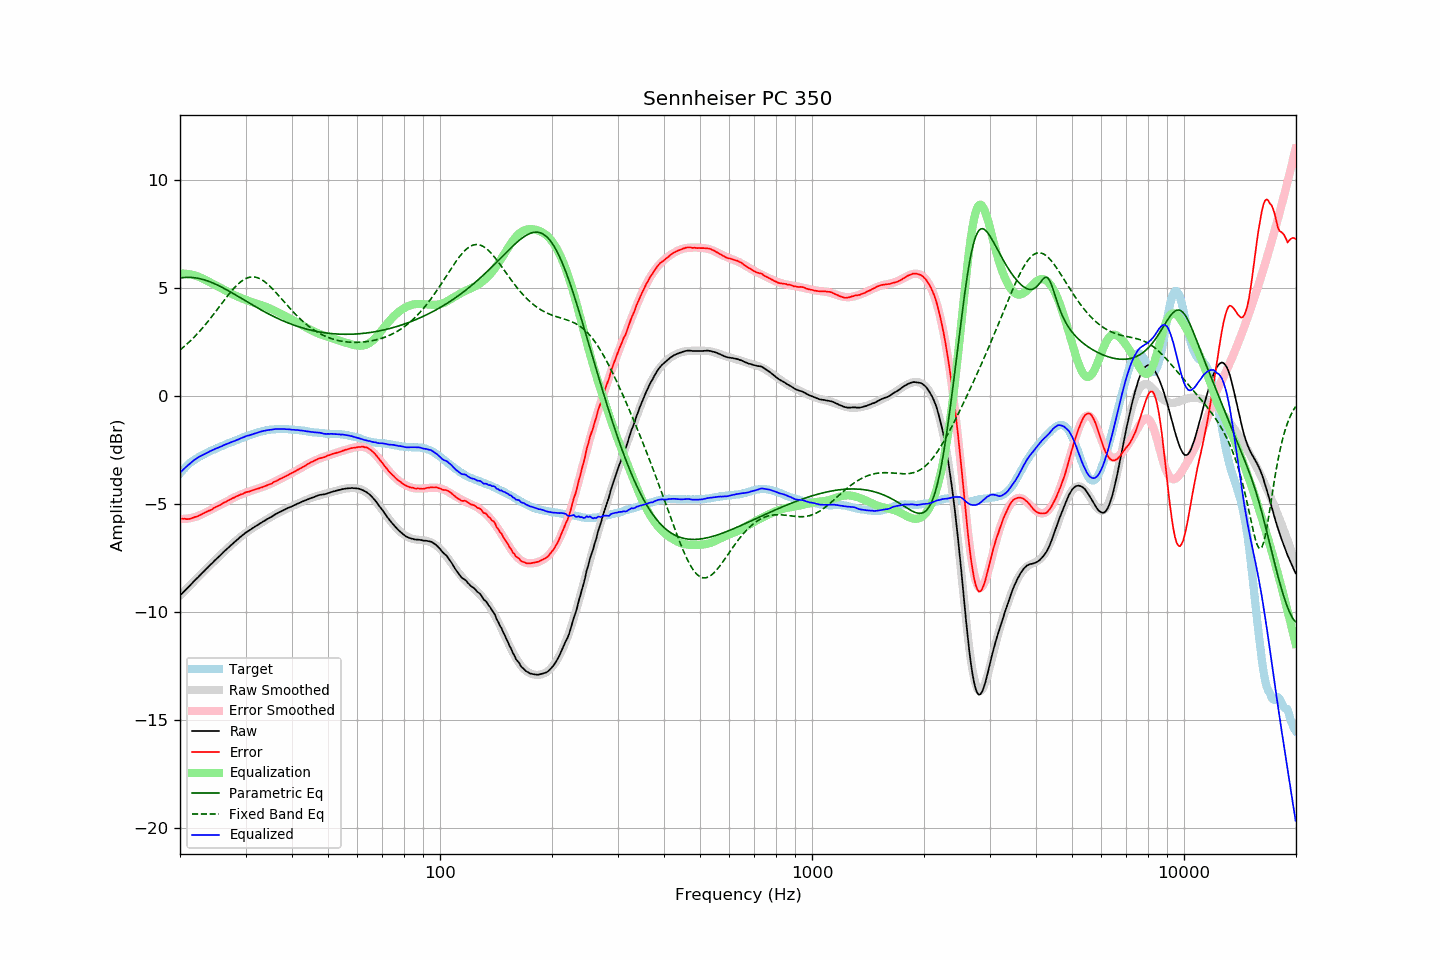 Sennheiser PC 350
Amplitude (dBr)
10
5
0
−5
−10
−15
−20
Target
Raw Smoothed
Error Smoothed
Raw
Error
Equalization
Parametric Eq
Fixed Band Eq
Equalized
100
1000
10000
Frequency (Hz)